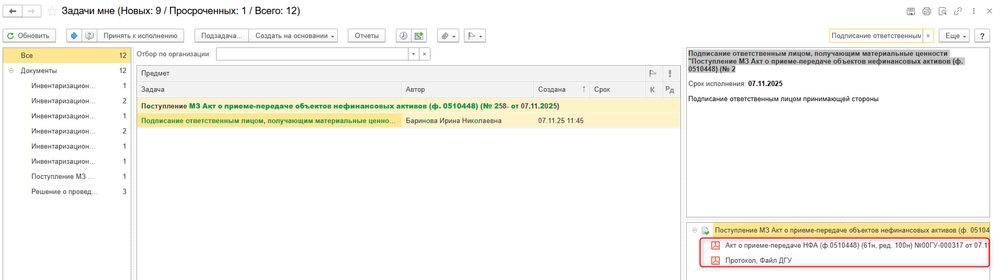 Задачи мне (Новых: 9 / Просроченных: 1 / Всего: 12)
Обновить
Принять к исполнению
Подзадача...
Создать на основании
Отчеты
Подписание ответственным
×
Еще
?
Все 12
Документы 12
Инвентаризацион... 1
Инвентаризацион... 2
Инвентаризацион... 1
Инвентаризацион... 2
Инвентаризацион... 1
Инвентаризацион... 1
Поступление МЗ ... 1
Решение о провед... 3
Отбор по организации:
Предмет
Задача Автор Создана ↑ Срок К Рд
Поступление МЗ Акт о приеме-передаче объектов нефинансовых активов (ф. 0510448) (№ 258- от 07.11.2025)
Подписание ответственным лицом, получающим материальные ценно... Баринова Ирина Николаевна 07.11.25 11:45
Подписание ответственным лицом, получающим материальные ценности
"Поступление МЗ Акт о приеме-передаче объектов нефинансовых активов (ф.
0510448) (№ 2
Срок исполнения: 07.11.2025
Подписание ответственным лицом принимающей стороны
Поступление МЗ Акт о приеме-передаче объектов нефинансовых активов (ф. 05104
Акт о приеме-передаче НФА (ф.0510448) (61н, ред. 100н) №00ГУ-000317 от 07.11
Протокол, Файл ДГУ